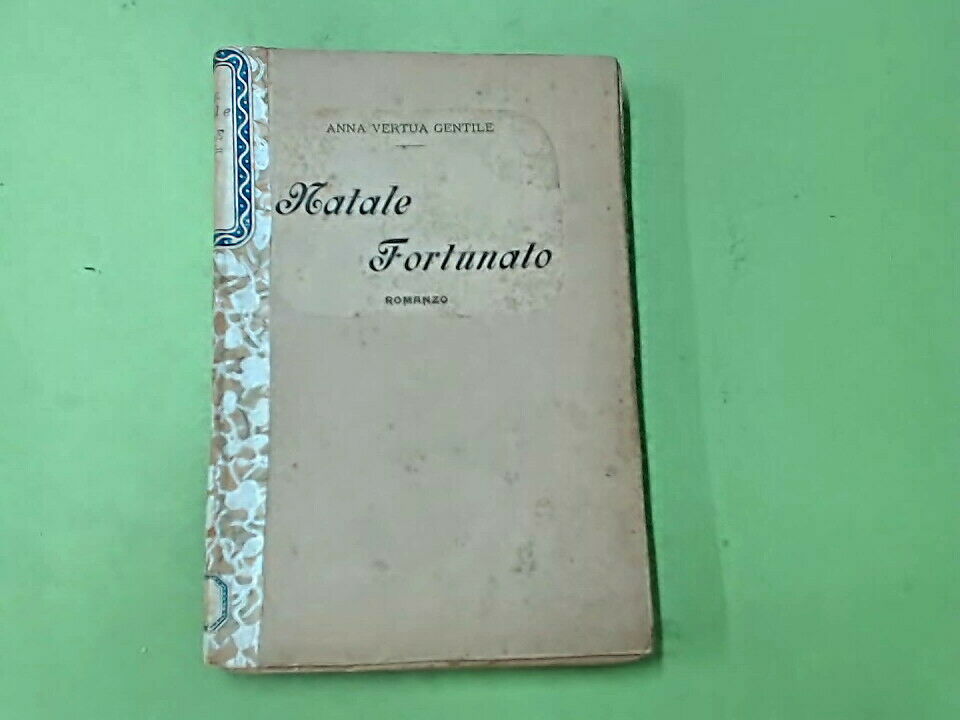 ANNA VERTUA GENTILE
Natale
Fortunato
ROMANZO